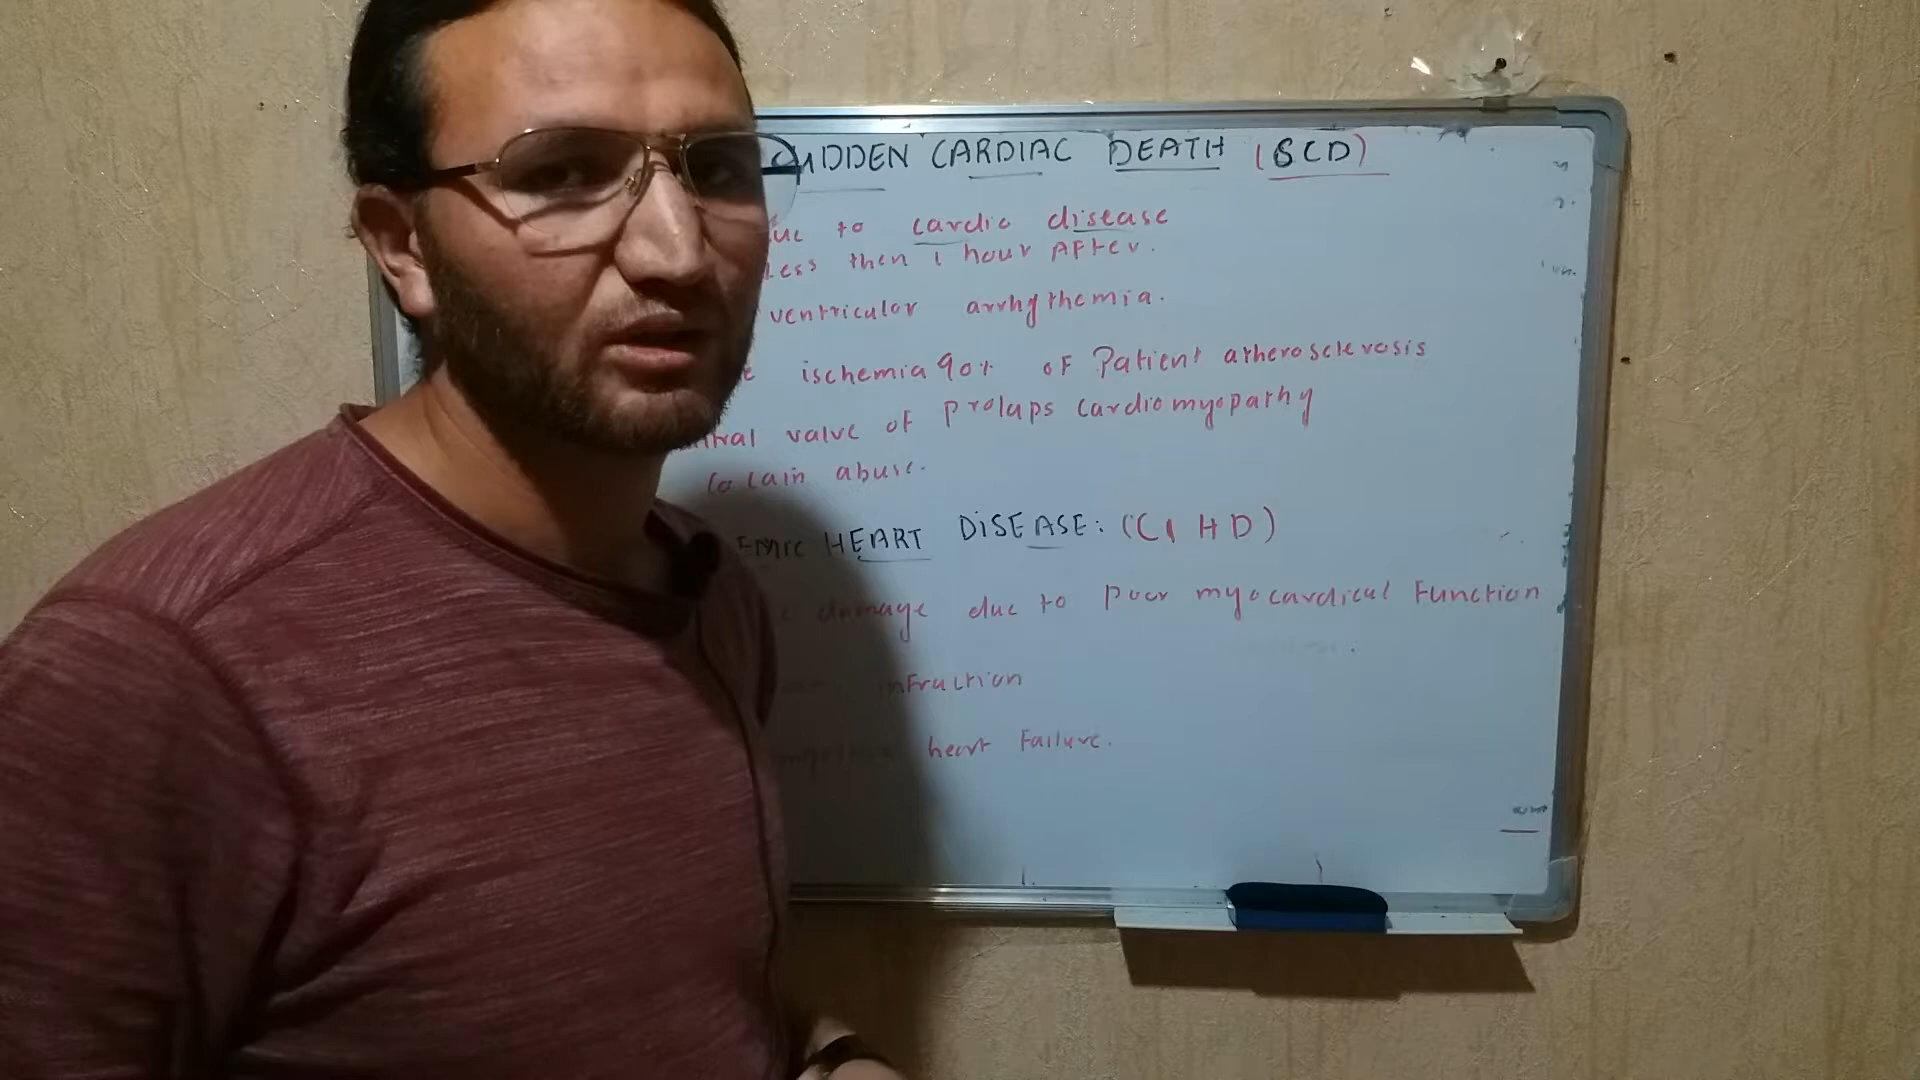 SUDDEN CARDIAC DEATH (SCD)
to cardic disease
Less then 1 hour After.
ventricular arrhythemia.
ischemia 90% of Patient atherosclerosis
valve of Prolaps cardiomyopathy
Cocain abuse.
HEART DISEASE: (CIHD)
damage due to poor myocardical Function
infraction
heart Failure.